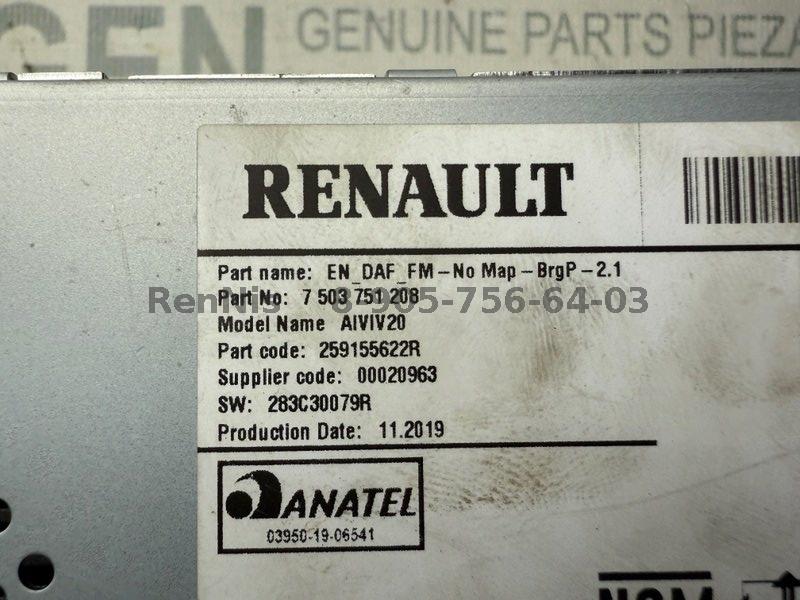 GEN
GENUINE PARTS PIEZA
RENAULT
Part name: EN_DAF_FM-No Map-BrgP-2.1
Part No: 7 503 751 208
RenNis 8-905-756-64-03
Model Name AIVIV20
Part code: 259155622R
Supplier code: 00020963
SW: 283C30079R
Production Date: 11.2019
ANATEL
03950-19-06541
NOM